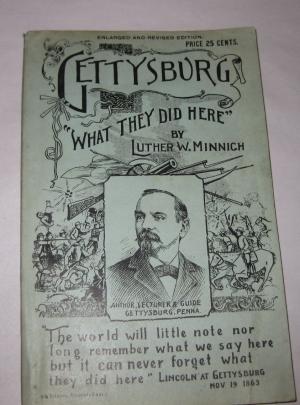 ENLARGED AND REVISED EDITION.
PRICE 25 CENTS.
GETTYSBURG
"WHAT THEY DID HERE"
BY
LUTHER W. MINNICH
AUTHOR, LECTURER & GUIDE
GETTYSBURG, PENNA.
"The world will little note nor
long remember what we say here
but it can never forget what
they did here" LINCOLN AT GETTYSBURG
NOV 19 1863